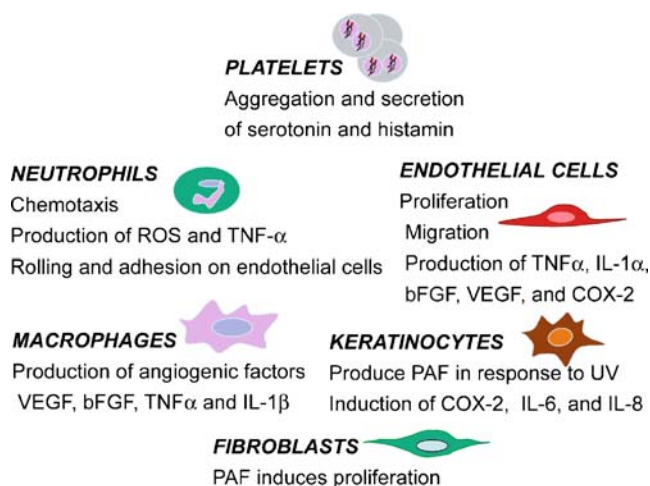 PLATELETS
Aggregation and secretion
of serotonin and histamin
NEUTROPHILS
Chemotaxis
Production of ROS and TNF-α
Rolling and adhesion on endothelial cells
ENDOTHELIAL CELLS
Proliferation
Migration
Production of TNFα, IL-1α,
bFGF, VEGF, and COX-2
MACROPHAGES
Production of angiogenic factors
VEGF, bFGF, TNFα and IL-1β
KERATINOCYTES
Produce PAF in response to UV
Induction of COX-2, IL-6, and IL-8
FIBROBLASTS
PAF induces proliferation